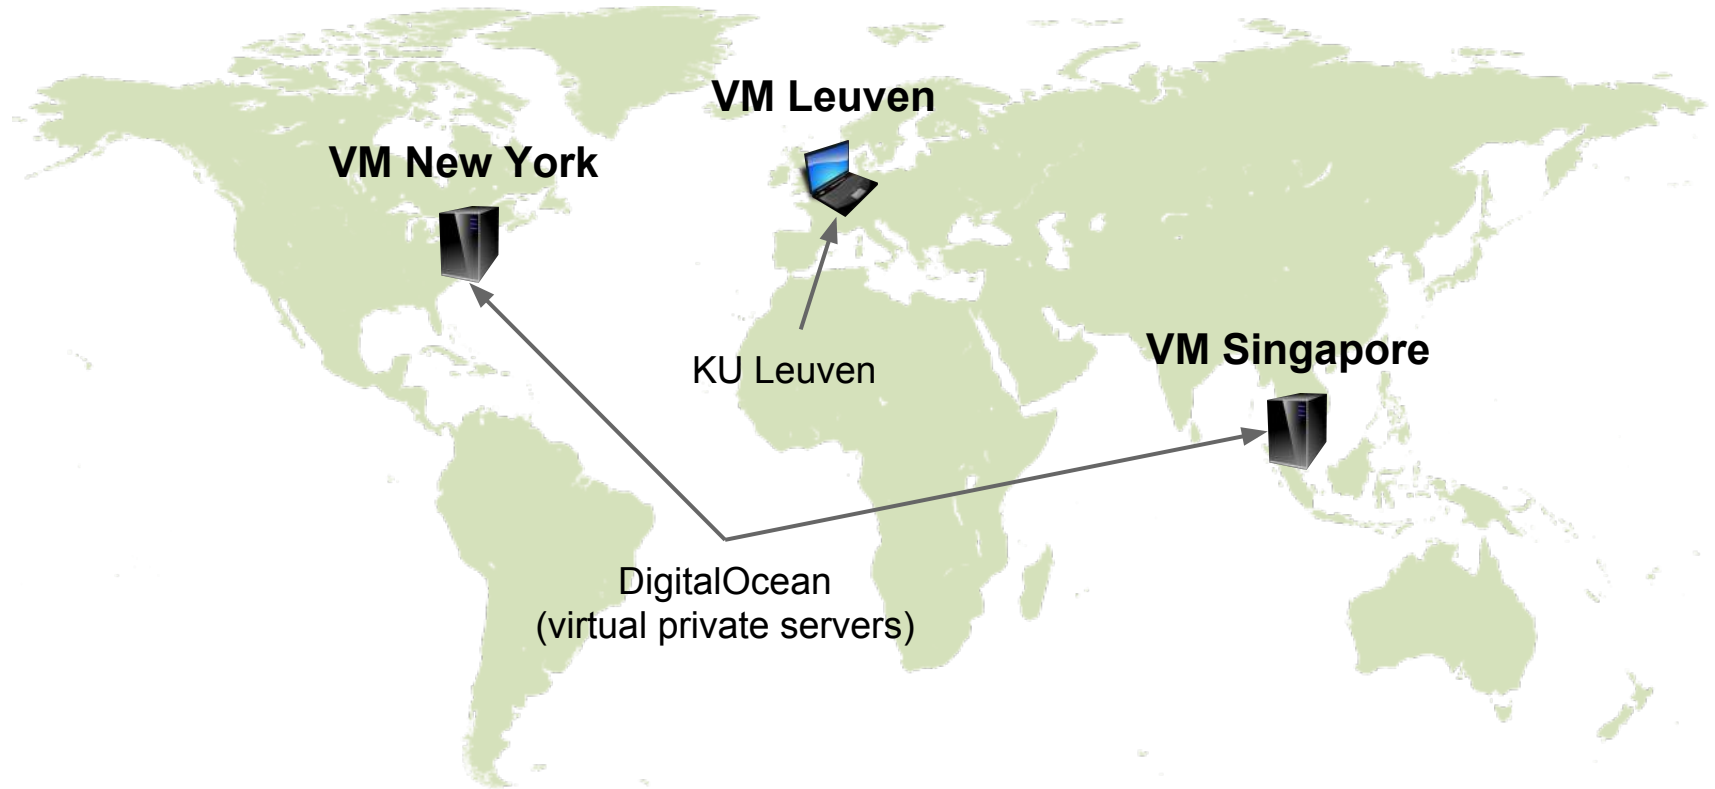 VM Leuven
VM New York
VM Singapore
KU Leuven
DigitalOcean
(virtual private servers)